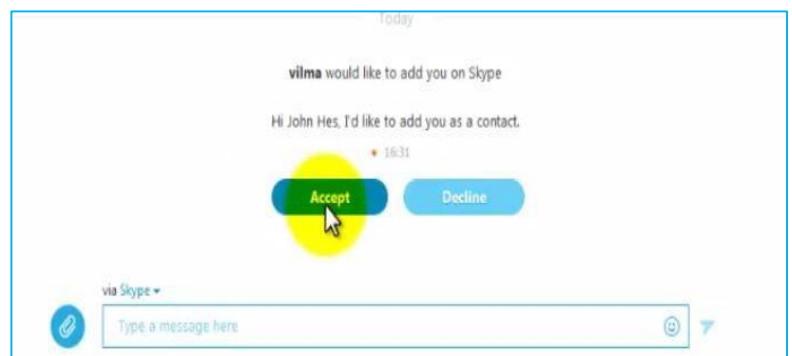 Today
vilma would like to add you on Skype
Hi John Hes, I'd like to add you as a contact.
16:31
Accept Decline
via Skype
Type a message here